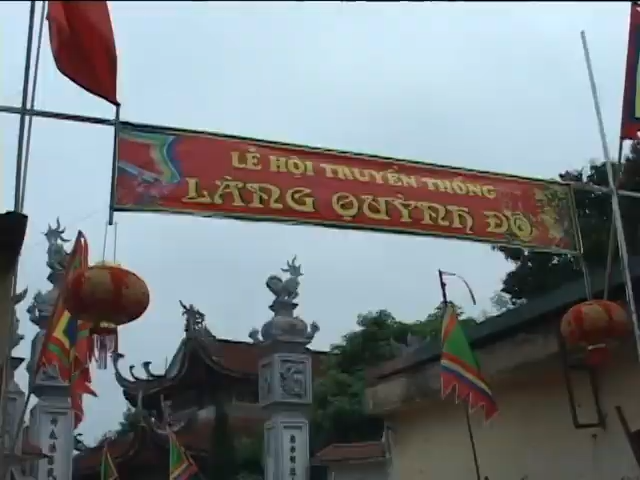 LỄ HỘI TRUYỀN THỐNG
LÀNG QUỲNH ĐÔ